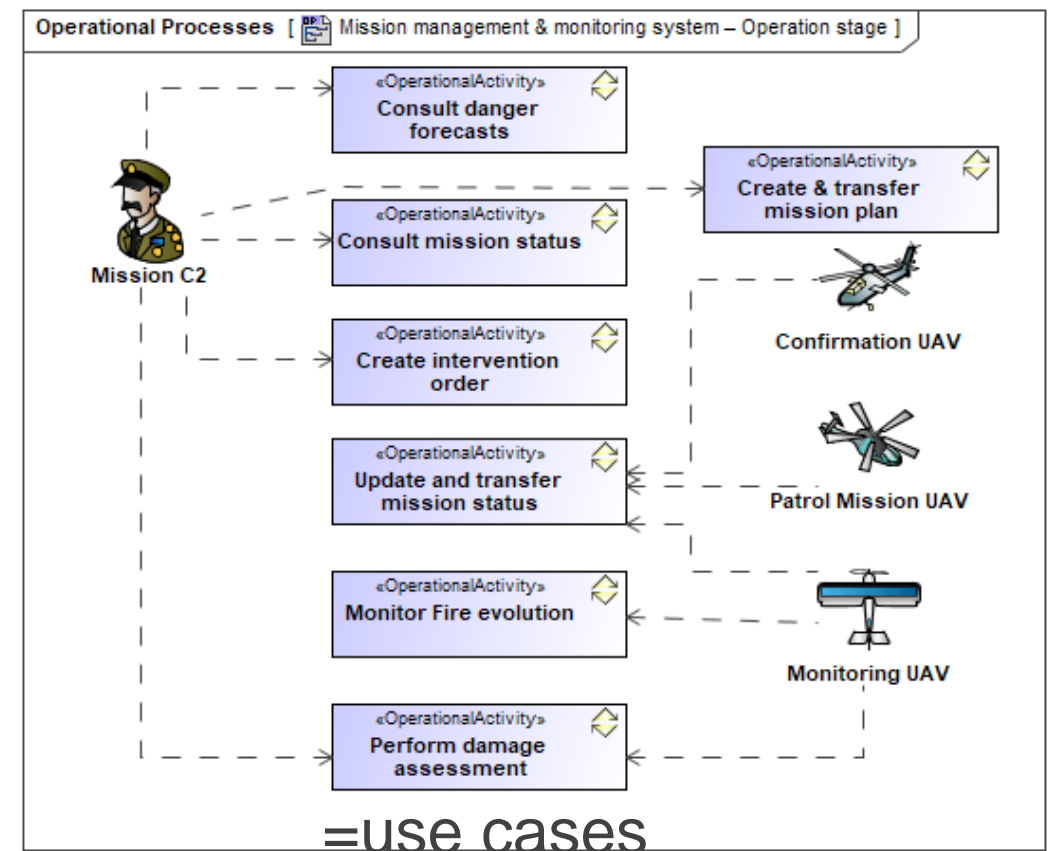 Operational Processes [ OP Mission management & monitoring system – Operation stage ]
«OperationalActivity»
Consult danger
forecasts
«OperationalActivity»
Create & transfer
mission plan
«OperationalActivity»
Consult mission status
Mission C2
Confirmation UAV
«OperationalActivity»
Create intervention
order
«OperationalActivity»
Update and transfer
mission status
Patrol Mission UAV
«OperationalActivity»
Monitor Fire evolution
Monitoring UAV
«OperationalActivity»
Perform damage
assessment
=use cases